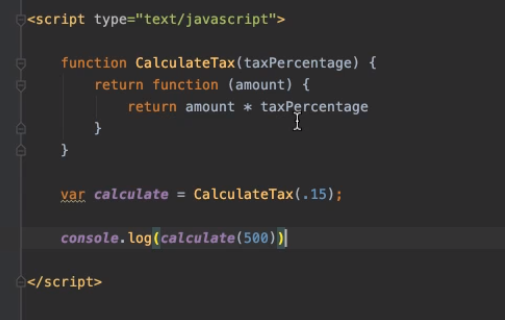 <script type="text/javascript">
function CalculateTax(taxPercentage) {
return function (amount) {
return amount * taxPercentage
}
}
var calculate = CalculateTax(.15);
console.log(calculate(500))
</script>